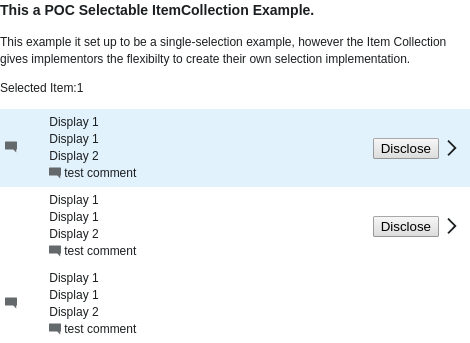 This a POC Selectable ItemCollection Example.
This example it set up to be a single-selection example, however the Item Collection
gives implementors the flexibilty to create their own selection implementation.
Selected Item:1
Display 1
Display 1
Display 2
test comment
Disclose
Display 1
Display 1
Display 2
test comment
Disclose
Display 1
Display 1
Display 2
test comment